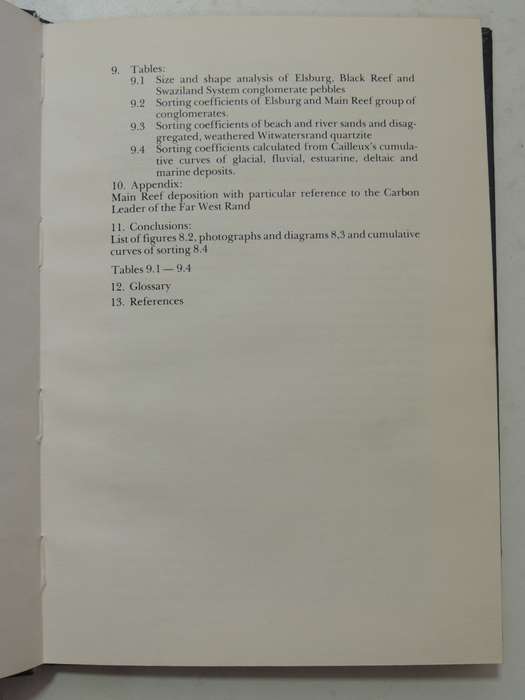 9. Tables:
9.1 Size and shape analysis of Elsburg, Black Reef and
Swaziland System conglomerate pebbles
9.2 Sorting coefficients of Elsburg and Main Reef group of
conglomerates.
9.3 Sorting coefficients of beach and river sands and disag-
gregated, weathered Witwatersrand quartzite
9.4 Sorting coefficients calculated from Cailleux's cumula-
tive curves of glacial, fluvial, estuarine, deltaic and
marine deposits.
10. Appendix:
Main Reef deposition with particular reference to the Carbon
Leader of the Far West Rand
11. Conclusions:
List of figures 8.2, photographs and diagrams 8,3 and cumulative
curves of sorting 8.4
Tables 9.1 — 9.4
12. Glossary
13. References